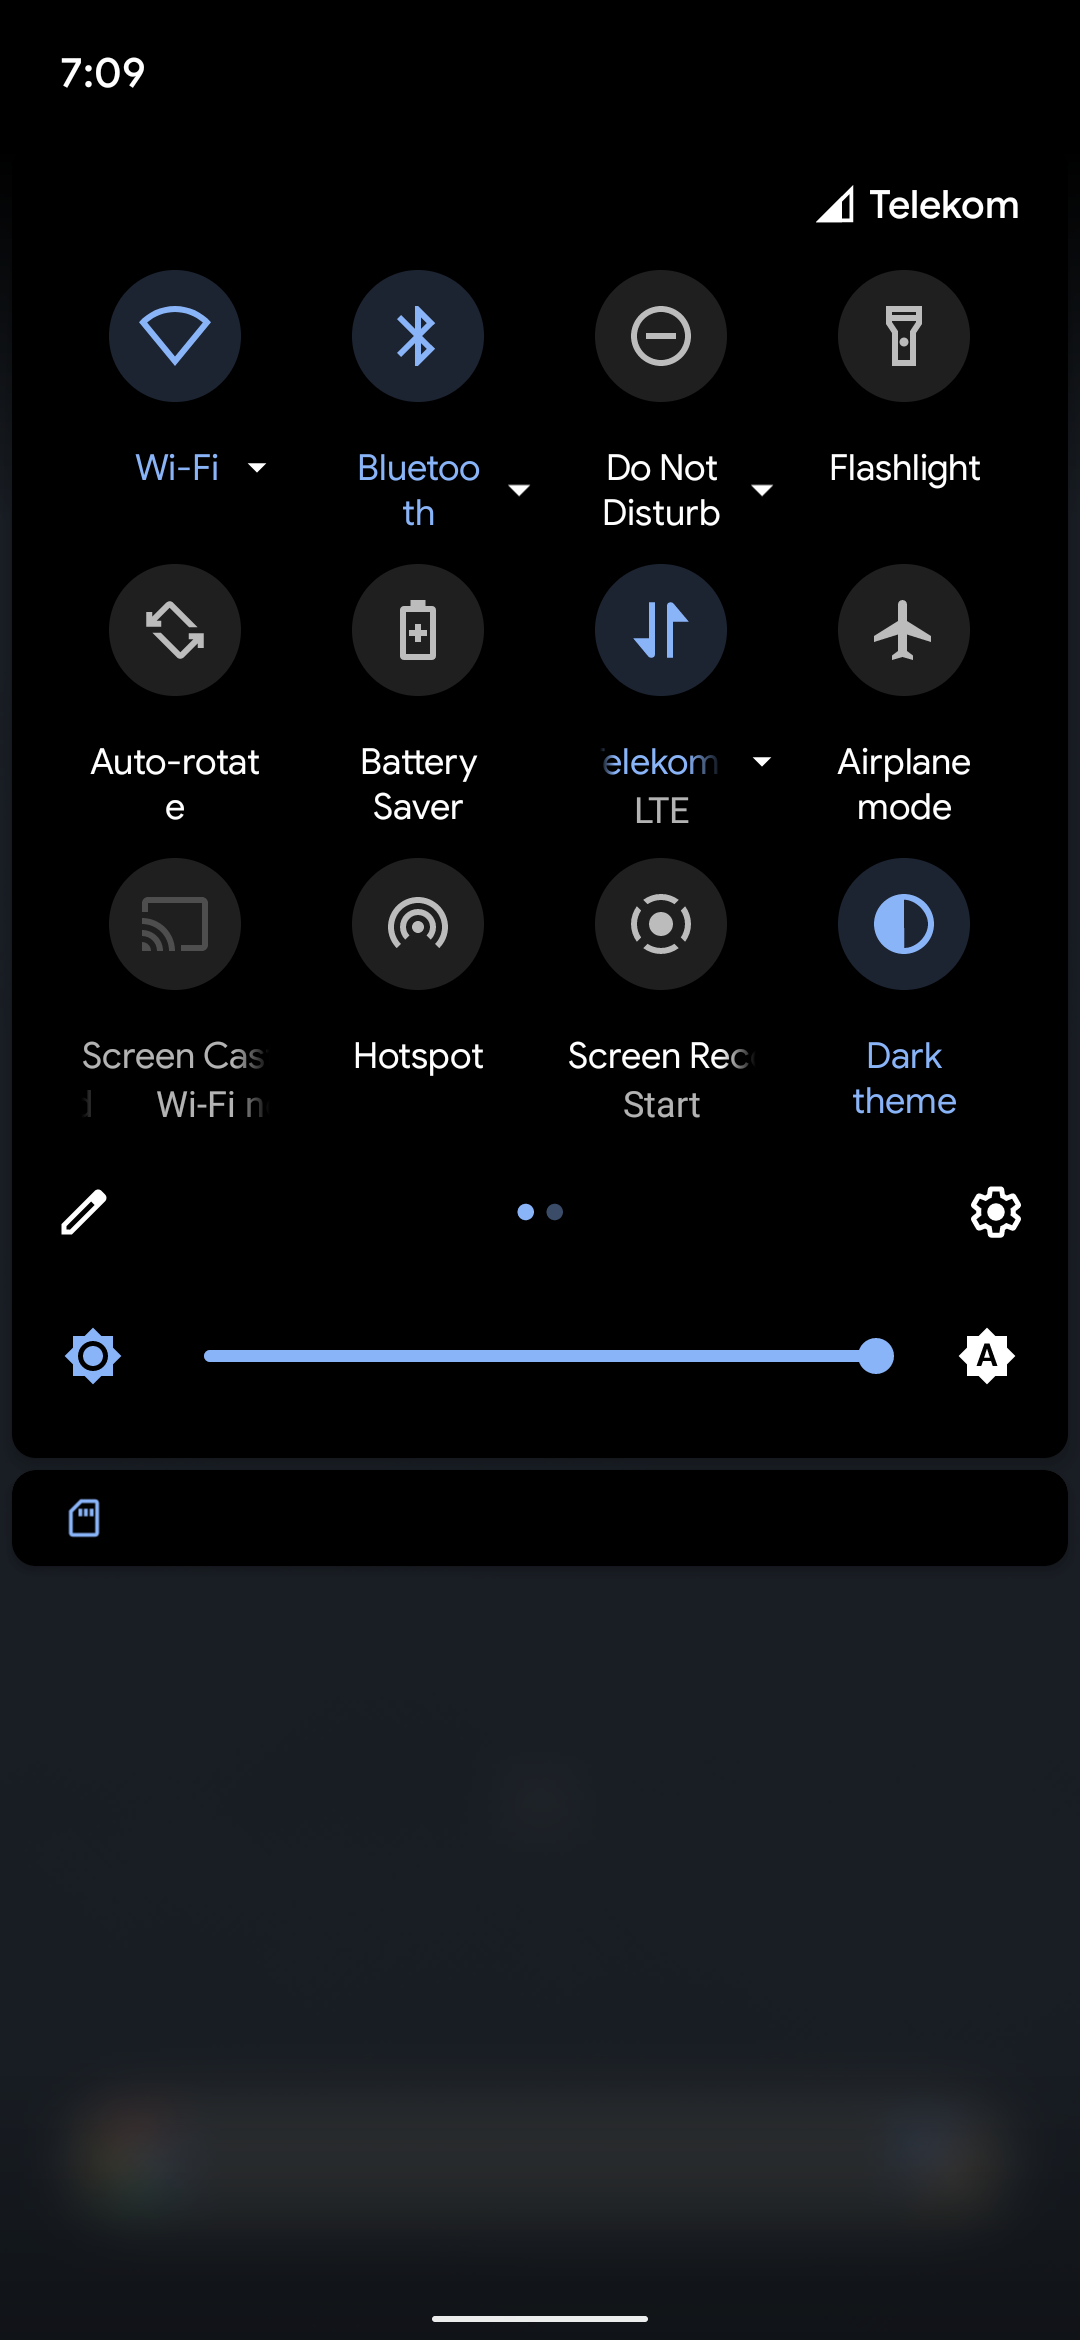 7:09
Telekom
Wi-Fi
Bluetoo
th
Do Not
Disturb
Flashlight
Auto-rotat
e
Battery
Saver
elekom
LTE
Airplane
mode
Screen Cas
d Wi-Fi n
Hotspot
Screen Rec
Start
Dark
theme
A